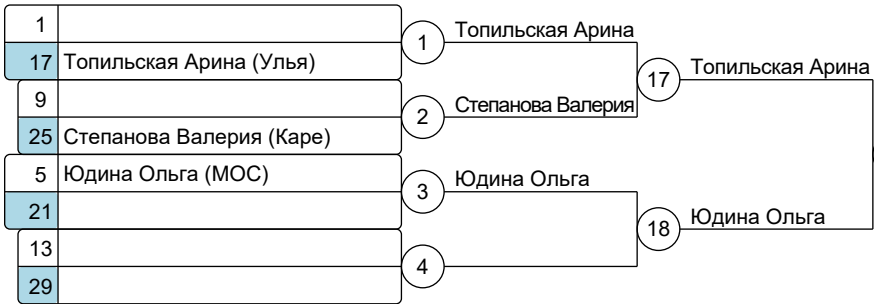 1
17 Топильская Арина (Улья)
9
25 Степанова Валерия (Каре)
5 Юдина Ольга (МОС)
21
13
29
1 Топильская Арина
2 Степанова Валерия
3 Юдина Ольга
4
17 Топильская Арина
18 Юдина Ольга